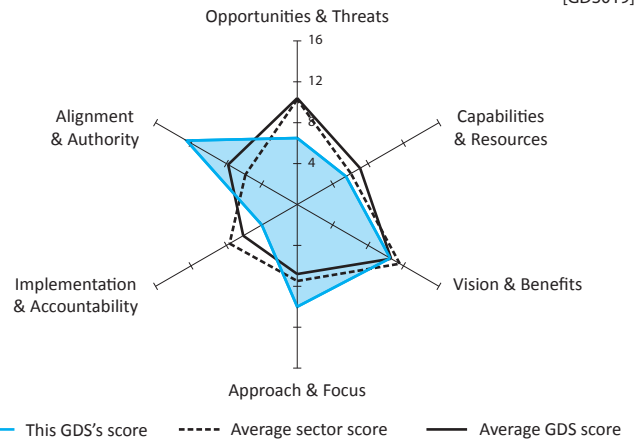 Opportunities & Threats
16
12
8
4
Alignment
& Authority
Capabilities
& Resources
Implementation
& Accountability
Vision & Benefits
Approach & Focus
This GDS's score
Average sector score
Average GDS score